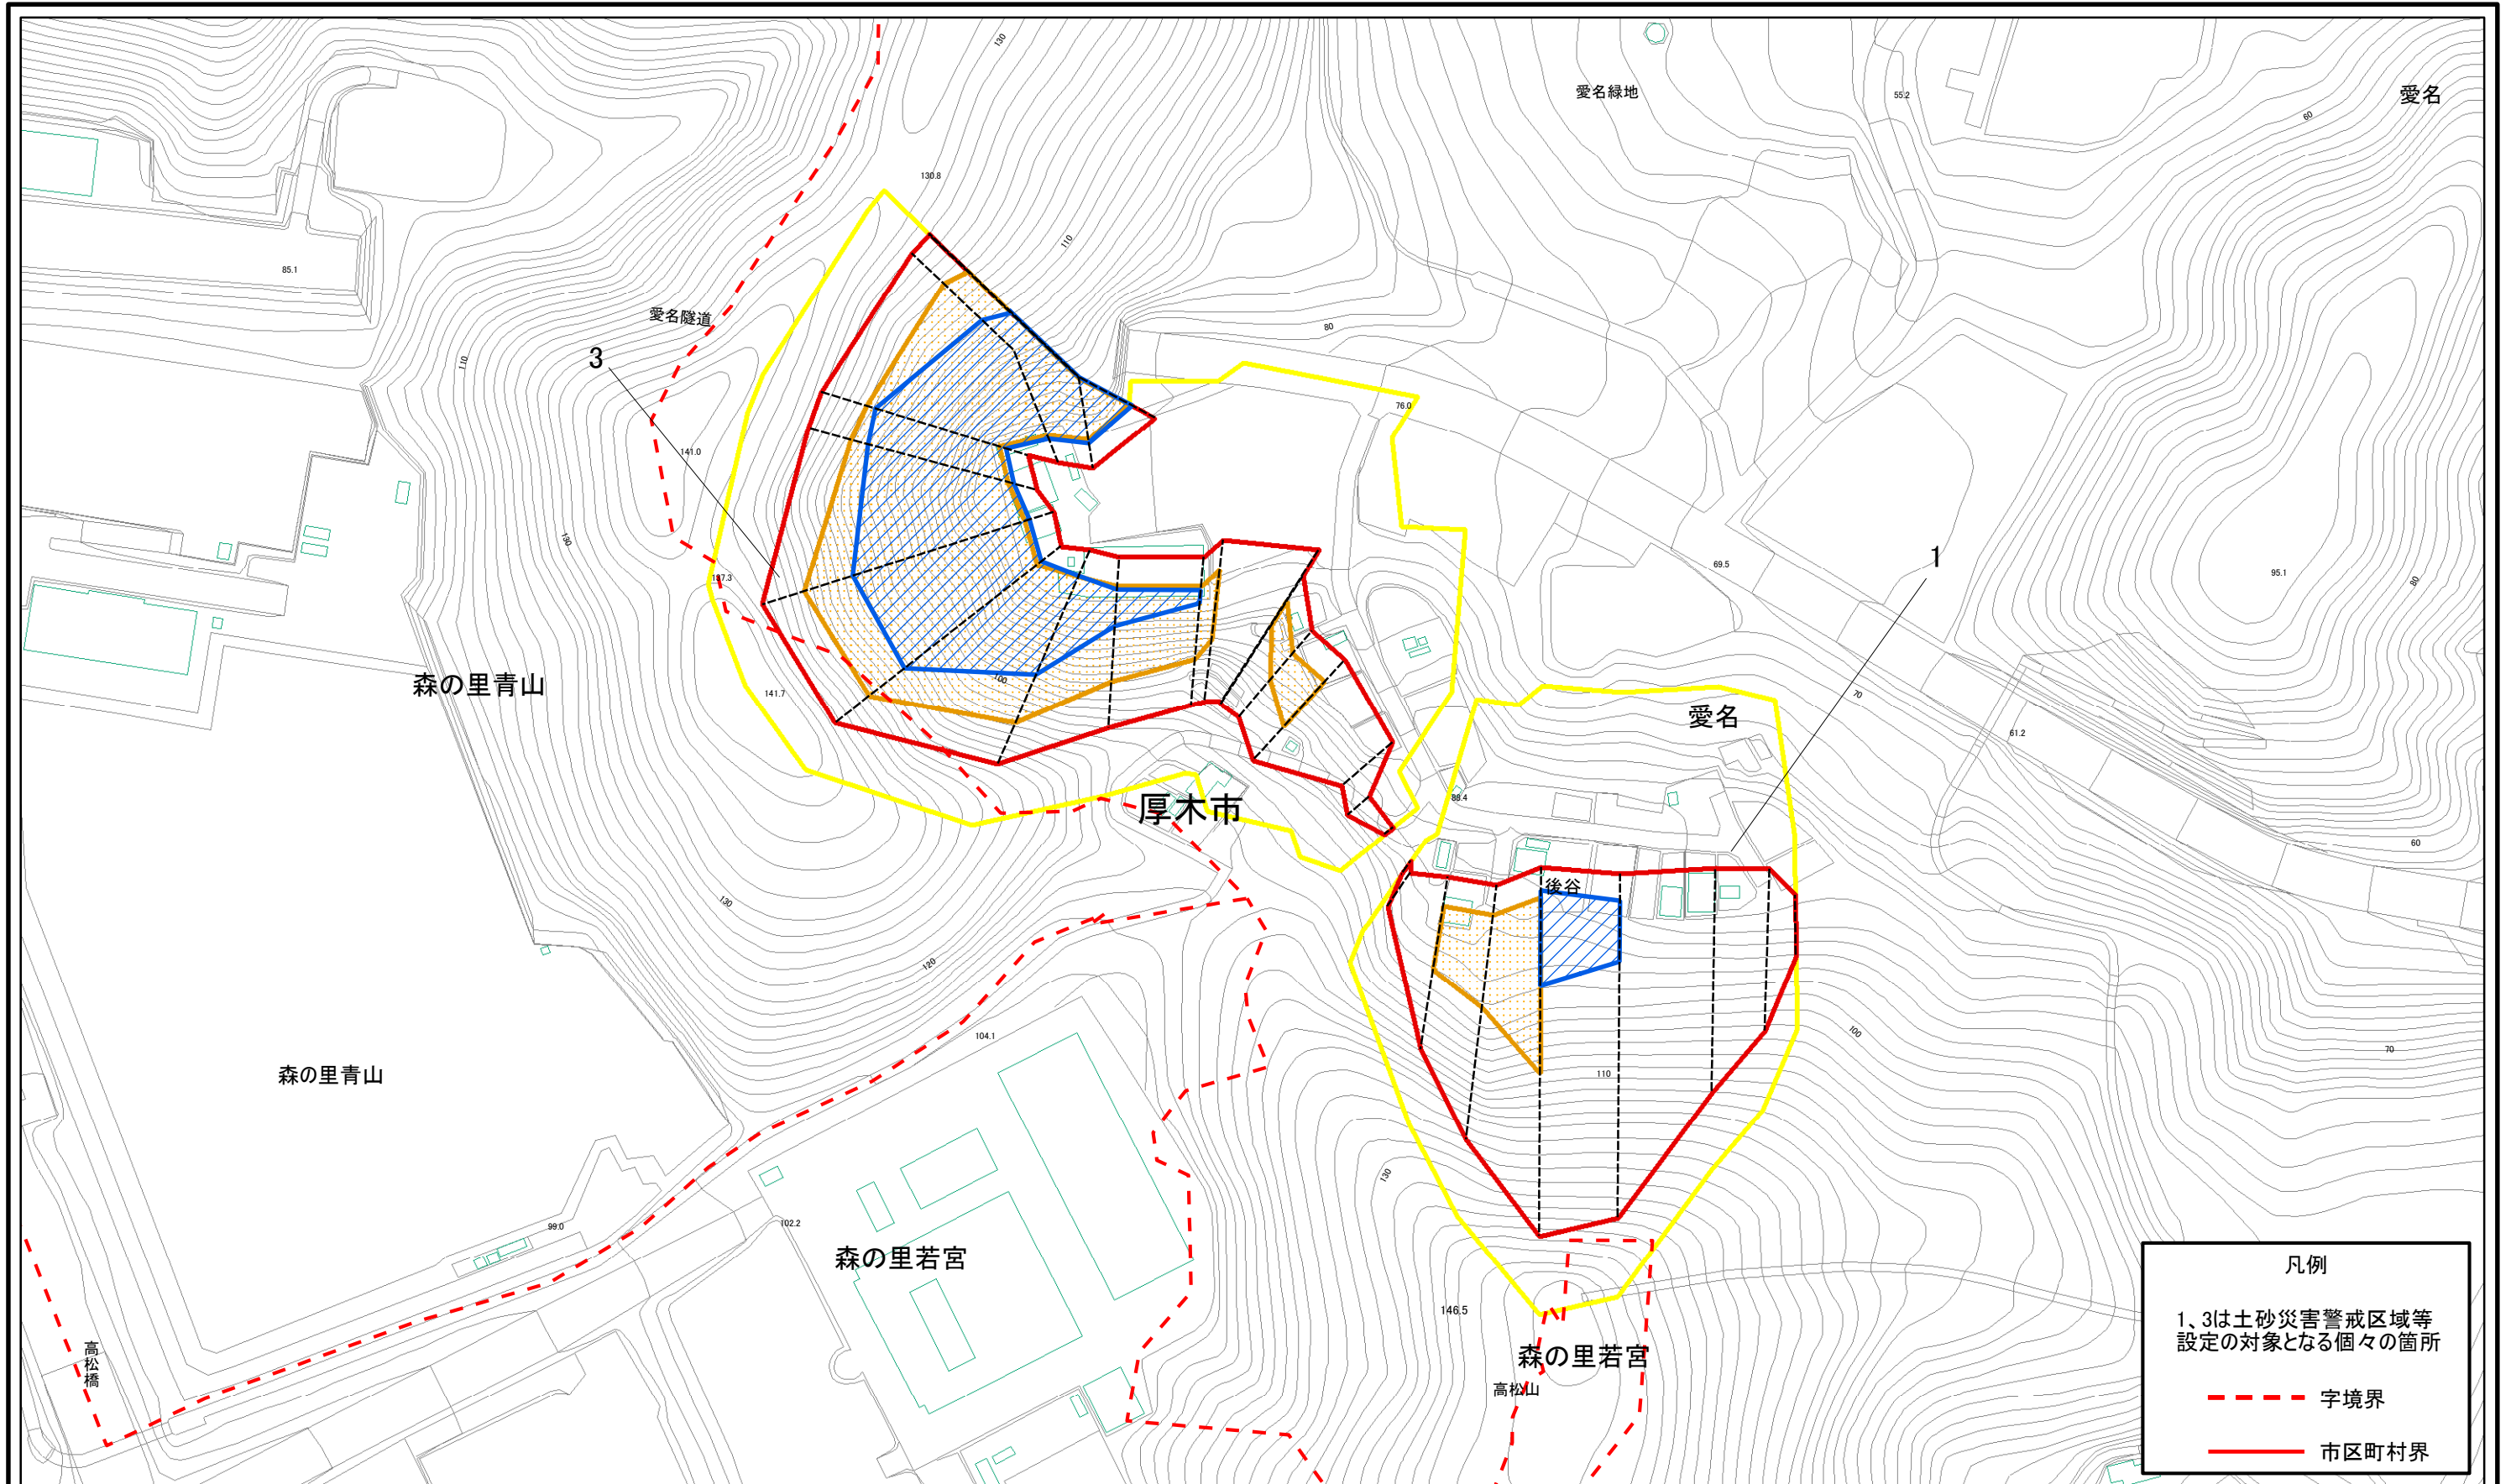 130
愛名緑地
55.2
愛名
60
130.8
110
85.1
愛名隧道
80
3
110
76.0
141.0
130
137.3
1
69.5
95.1
80
100
森の里青山
141.7
70
愛名
61.2
厚木市
88.4
60
後谷
130
120
104.1
100
70
110
森の里青山
130
99.0
102.2
森の里若宮
146.5
森の里若宮
高松山
高松橋
凡例
1、3は土砂災害警戒区域等
設定の対象となる個々の箇所
字境界
市区町村界